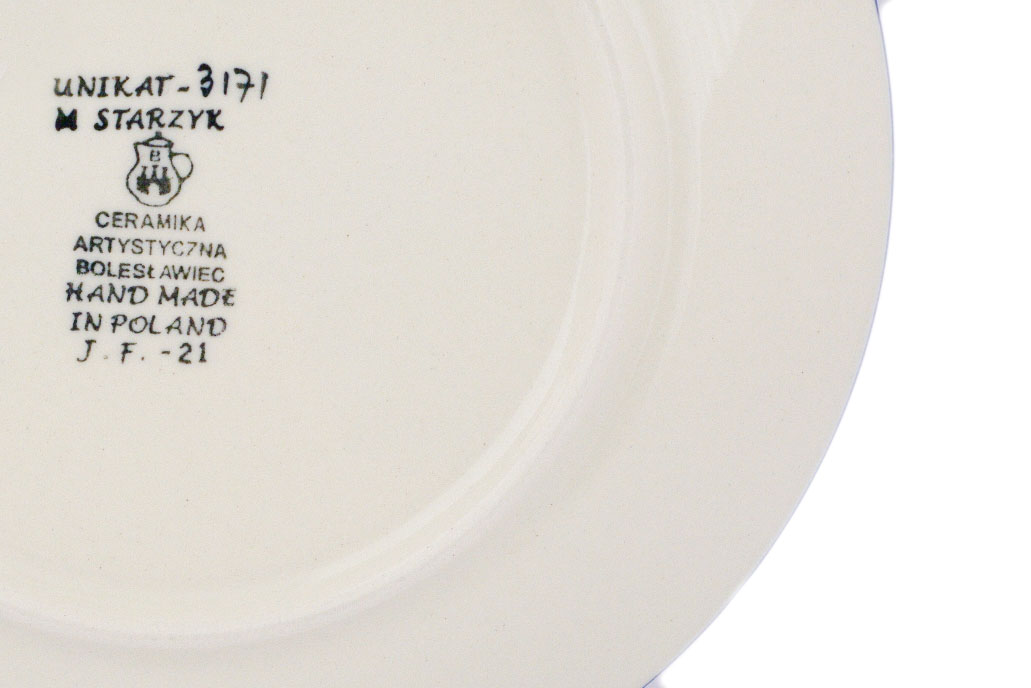 UNIKAT-3171
M STARZYK
B
CERAMIKA
ARTYSTYCZNA
BOLESŁAWIEC
HAND MADE
IN POLAND
J. F. - 21